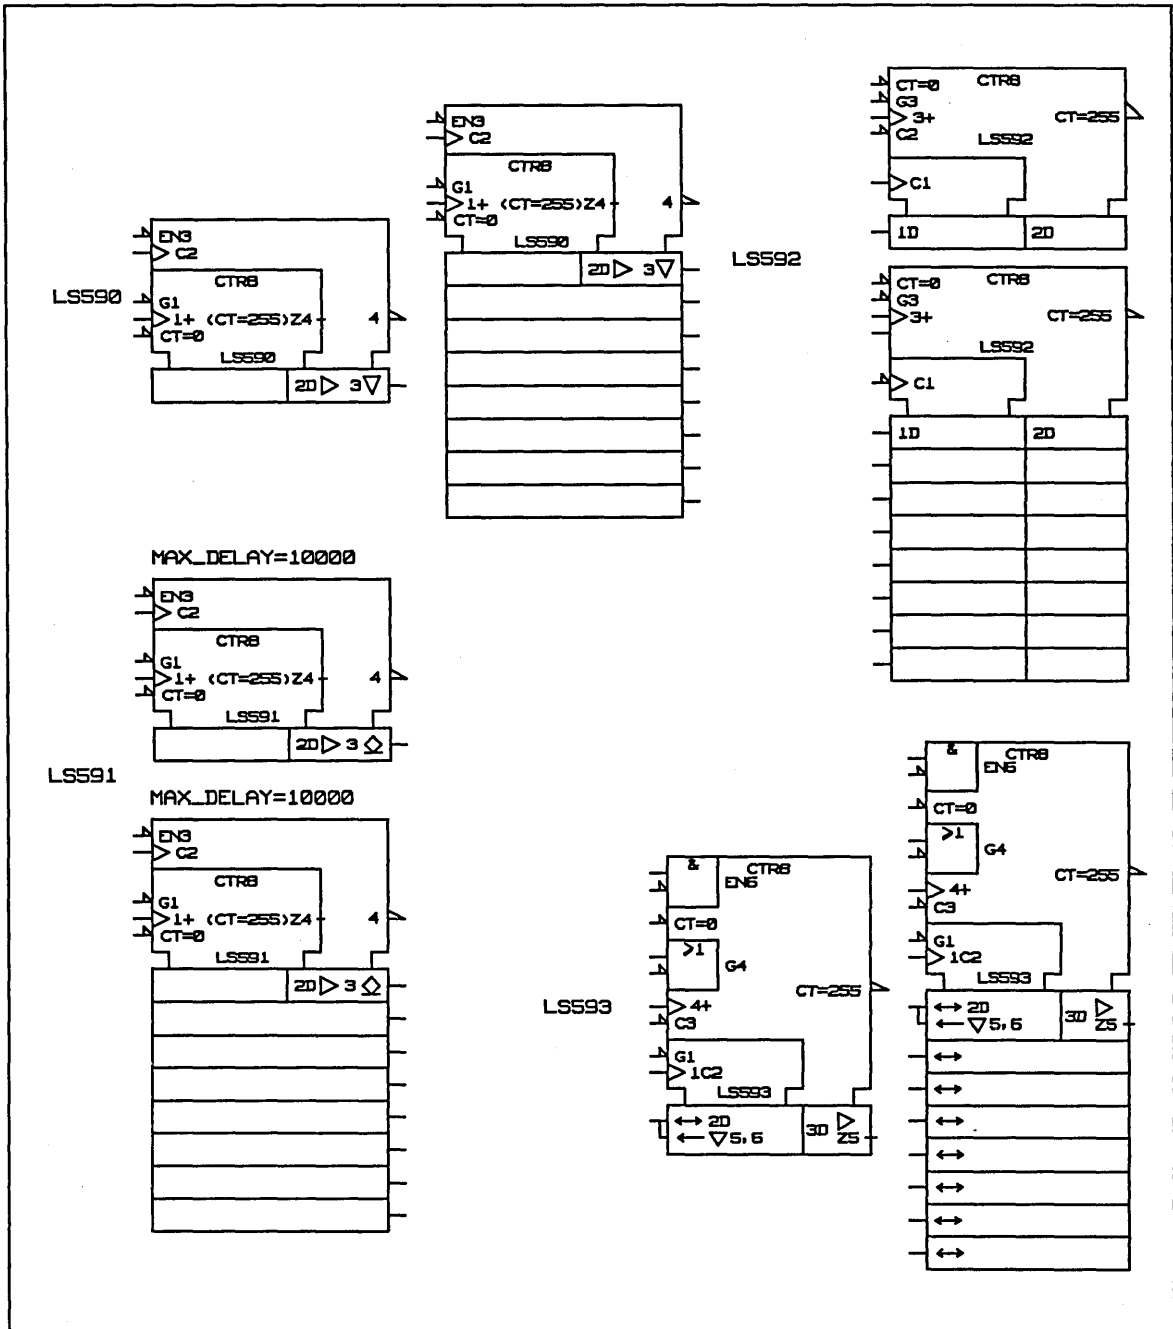 LS590
EN3
C2
CTR8
G1
1+ (CT=255)Z4
4
CT=0
LS590
2D 3
EN3
C2
CTR8
G1
1+ (CT=255)Z4
4
CT=0
LS590
2D 3
LS592
CT=0 CTR8
G3
3+ CT=255
C2
LS592
C1
1D 2D
CT=0 CTR8
G3
3+ CT=255
LS592
C1
1D 2D
LS591
MAX_DELAY=10000
EN3
C2
CTR8
G1
1+ (CT=255)Z4
4
CT=0
LS591
2D 3
MAX_DELAY=10000
EN3
C2
CTR8
G1
1+ (CT=255)Z4
4
CT=0
LS591
2D 3
LS593
& CTR8
EN6
CT=0
>1
G4
CT=255
4+
C3
G1
1C2
LS593
↔ 2D 3D
← ▽5,6 Z5
& CTR8
EN6
CT=0
>1
G4
CT=255
4+
C3
G1
1C2
LS593
↔ 2D 3D
← ▽5,6 Z5